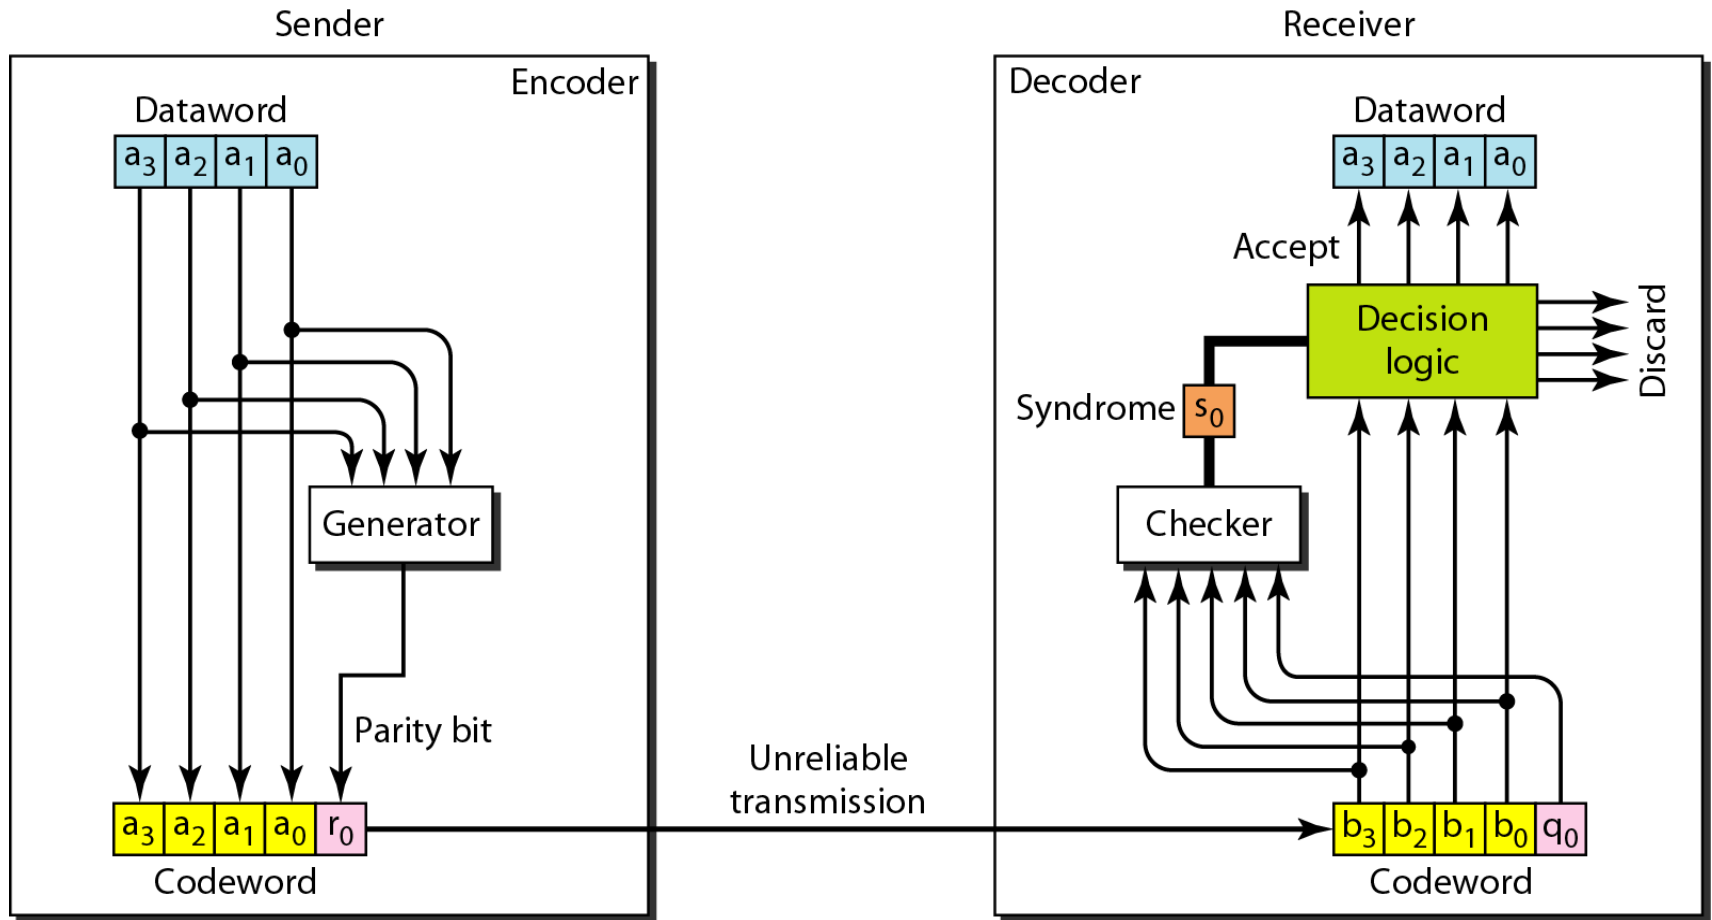 Sender
Encoder
Dataword
a₃ a₂ a₁ a₀
Generator
Parity bit
a₃ a₂ a₁ a₀ r₀
Codeword
Unreliable
transmission
Receiver
Decoder
Dataword
a₃ a₂ a₁ a₀
Accept
Decision
logic
Discard
Syndrome
s₀
Checker
b₃ b₂ b₁ b₀ q₀
Codeword